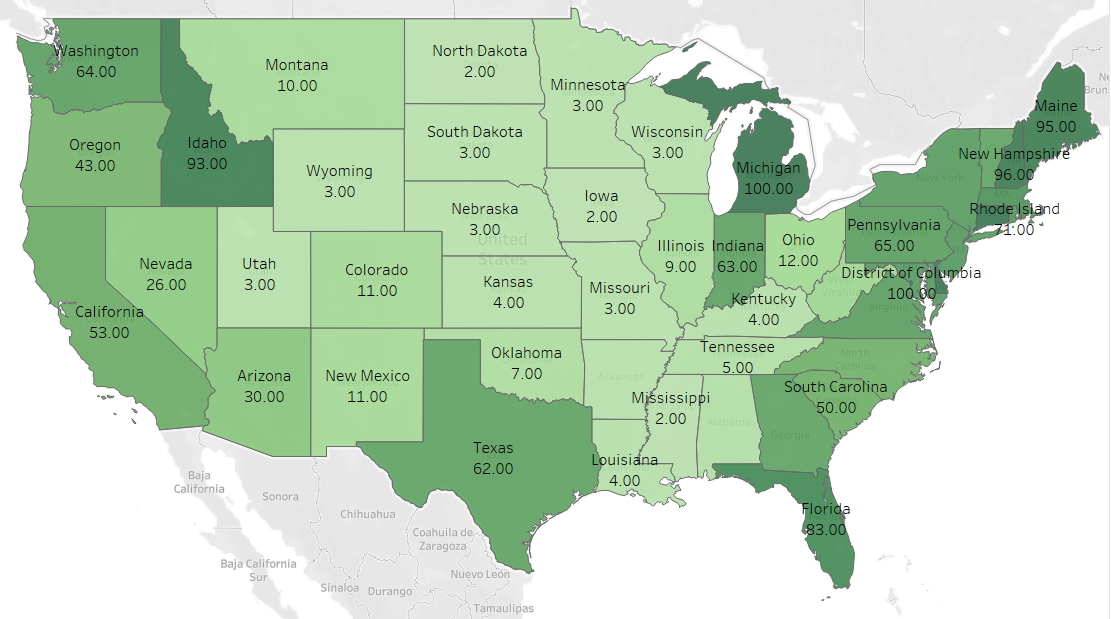 Washington
64.00
Montana
10.00
North Dakota
2.00
Minnesota
3.00
Maine
95.00
Oregon
43.00
Idaho
93.00
South Dakota
3.00
Wisconsin
3.00
Michigan
100.00
New Hampshire
96.00
New York
Wyoming
3.00
Nebraska
3.00
Iowa
2.00
Rhode Island
71.00
Pennsylvania
65.00
United
States
Nevada
26.00
Utah
3.00
Colorado
11.00
Kansas
4.00
Missouri
3.00
Illinois
9.00
Indiana
63.00
Ohio
12.00
West
Virginia
District of Columbia
100.00
Virginia
California
53.00
Kentucky
4.00
Arizona
30.00
New Mexico
11.00
Oklahoma
7.00
Arkansas
Tennessee
5.00
North
Carolina
South Carolina
50.00
Mississippi
2.00
Alabama
Georgia
Texas
62.00
Louisiana
4.00
Florida
83.00
Baja
California
Sonora
Chihuahua
Coahuila de
Zaragoza
Baja California
Sur
Sinaloa
Durango
Nuevo León
Tamaulipas